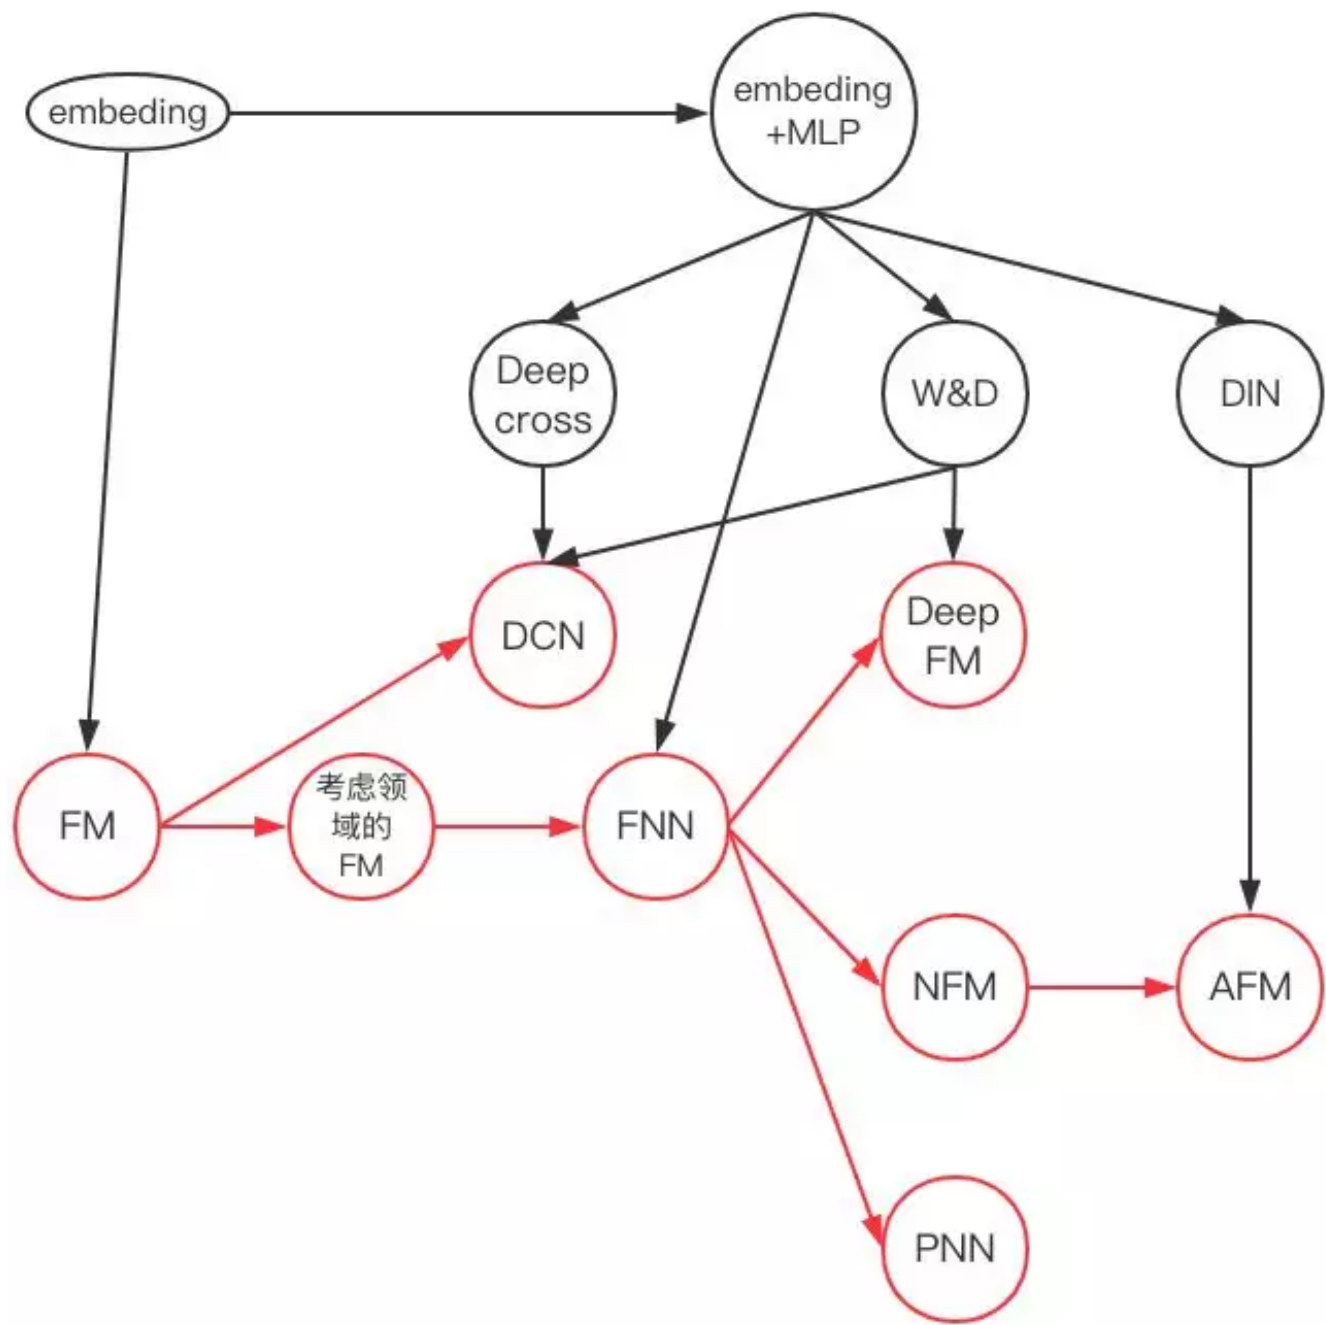 embeding
embeding
+MLP
Deep
cross
W&D
DIN
DCN
Deep
FM
FM
考虑领
域的
FM
FNN
NFM
AFM
PNN